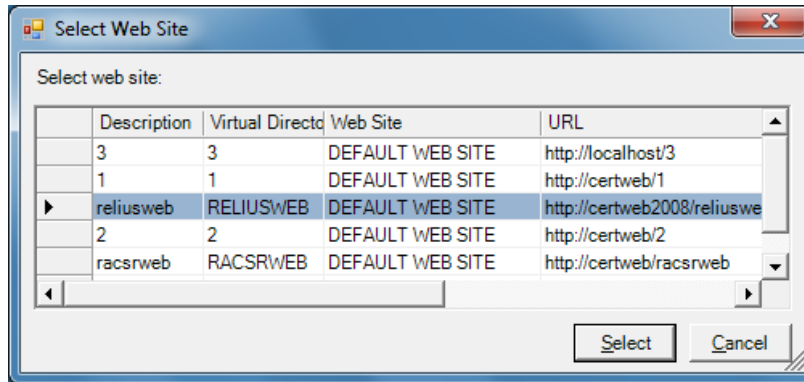 Select Web Site
Select web site:
Description Virtual Directo Web Site URL
3 3 DEFAULT WEB SITE http://localhost/3
1 1 DEFAULT WEB SITE http://certweb/1
reliusweb RELIUSWEB DEFAULT WEB SITE http://certweb2008/reliuswe
2 2 DEFAULT WEB SITE http://certweb/2
racsrweb RACSRWEB DEFAULT WEB SITE http://certweb/racsrweb
Select Cancel